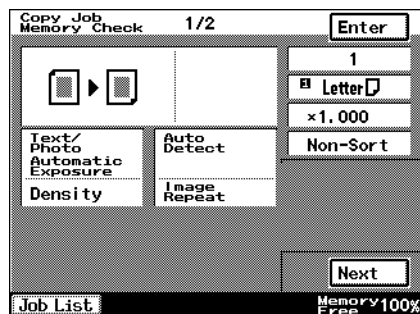 Copy Job
Memory Check
1/2
Enter
1
1 Letter
×1.000
Non-Sort
Text/
Photo
Automatic
Exposure
Density
Auto
Detect
Image
Repeat
Next
Job List
Memory
Free 100%